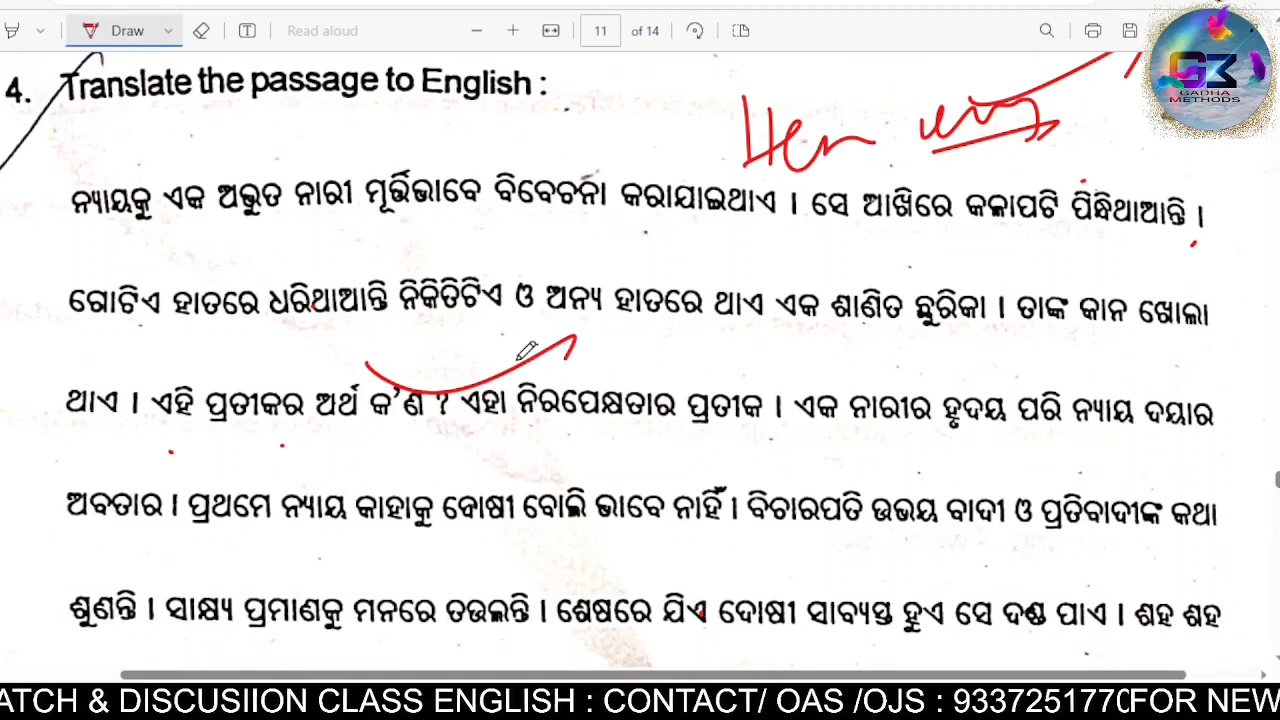 Draw
Read aloud
11 of 14
G3
GADHA
METHODS
4. Translate the passage to English :
ନ୍ୟାୟକୁ ଏକ ଅଦ୍ଭୁତ ନାରୀ ମୂର୍ତ୍ତିଭାବେ ବିବେଚନା କରାଯାଇଥାଏ । ସେ ଆଖିରେ କଳାପଟି ପିନ୍ଧିଥାଆନ୍ତି ।
ଗୋଟିଏ ହାତରେ ଧରିଥାଆନ୍ତି ନିକିତିଟିଏ ଓ ଅନ୍ୟ ହାତରେ ଥାଏ ଏକ ଶାଣିତ ଛୁରିକା । ତାଙ୍କ କାନ ଖୋଲା
ଥାଏ । ଏହି ପ୍ରତୀକର ଅର୍ଥ କ'ଣ ? ଏହା ନିରପେକ୍ଷତାର ପ୍ରତୀକ । ଏକ ନାରୀର ହୃଦୟ ପରି ନ୍ୟାୟ ଦୟାର
ଅବତାର । ପ୍ରଥମେ ନ୍ୟାୟ କାହାକୁ ଦୋଷୀ ବୋଲି ଭାବେ ନାହିଁ । ବିଚାରପତି ଉଭୟ ବାଦୀ ଓ ପ୍ରତିବାଦୀଙ୍କ କଥା
ଶୁଣନ୍ତି । ସାକ୍ଷ୍ୟ ପ୍ରମାଣକୁ ମନରେ ତଉଲନ୍ତି । ଶେଷରେ ଯିଏ ଦୋଷୀ ସାବ୍ୟସ୍ତ ହୁଏ ସେ ଦଣ୍ଡ ପାଏ । ଶହ ଶହ
ATCH & DISCUSIION CLASS ENGLISH : CONTACT/ OAS /OJS : 9337251770FOR NEW